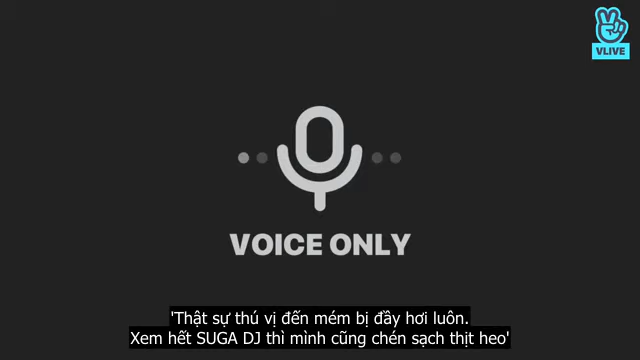 VLIVE
VOICE ONLY
'Thật sự thú vị đến mém bị đầy hơi luôn.
Xem hết SUGA DJ thì mình cũng chén sạch thịt heo'